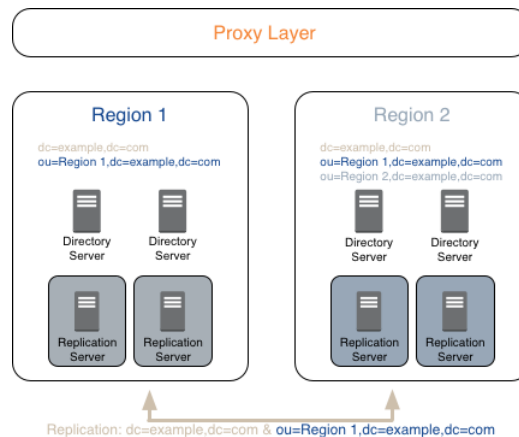 Proxy Layer
Region 1
dc=example,dc=com
ou=Region 1,dc=example,dc=com
Directory
Server
Directory
Server
Replication
Server
Replication
Server
Region 2
dc=example,dc=com
ou=Region 1,dc=example,dc=com
ou=Region 2,dc=example,dc=com
Directory
Server
Directory
Server
Replication
Server
Replication
Server
Replication: dc=example,dc=com & ou=Region 1,dc=example,dc=com